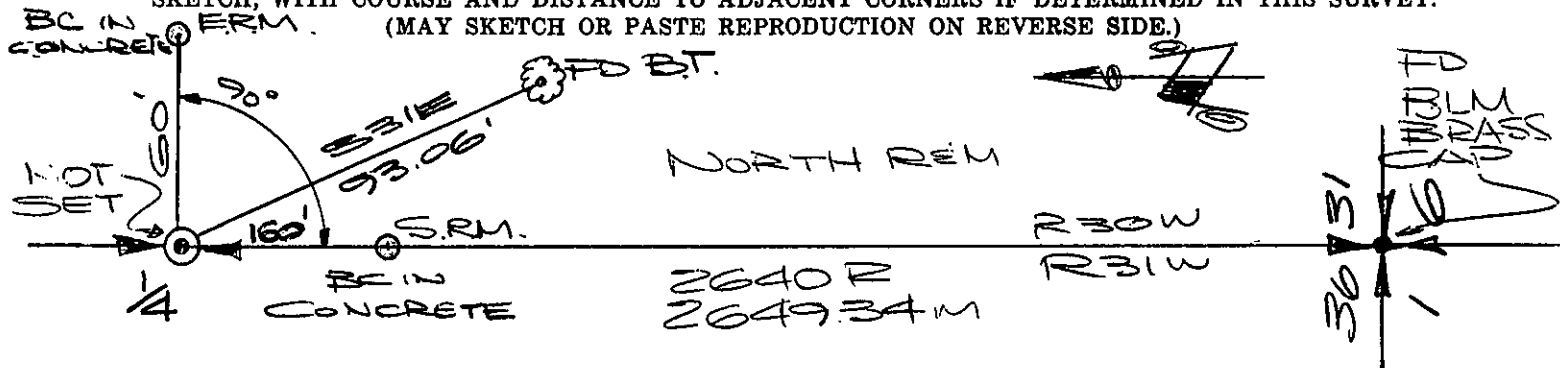 SKETCH, WITH COURSE AND DISTANCE TO ADJACENT CORNERS IF DETERMINED IN THIS SURVEY.
(MAY SKETCH OR PASTE REPRODUCTION ON REVERSE SIDE.)
BC IN
CONCRETE
E.RM.
90°
FD B.T.
S31E
93.06'
NOT
SET
160'
S.RM.
BC IN
CONCRETE
1/4
NORTH REM
R30W
R31W
2640 R
2649.34 M
FD
BLM
BRASS
CAP
31
6
36
1